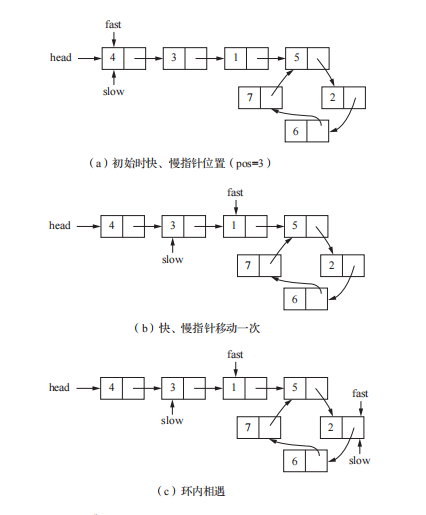 fast
head 4 3 1 5
slow
7 2
6
（a）初始时快、慢指针位置（pos=3）
fast
head 4 3 1 5
slow
7 2
6
（b）快、慢指针移动一次
fast
head 4 3 1 5
fast
slow
7 2
6
slow
（c）环内相遇